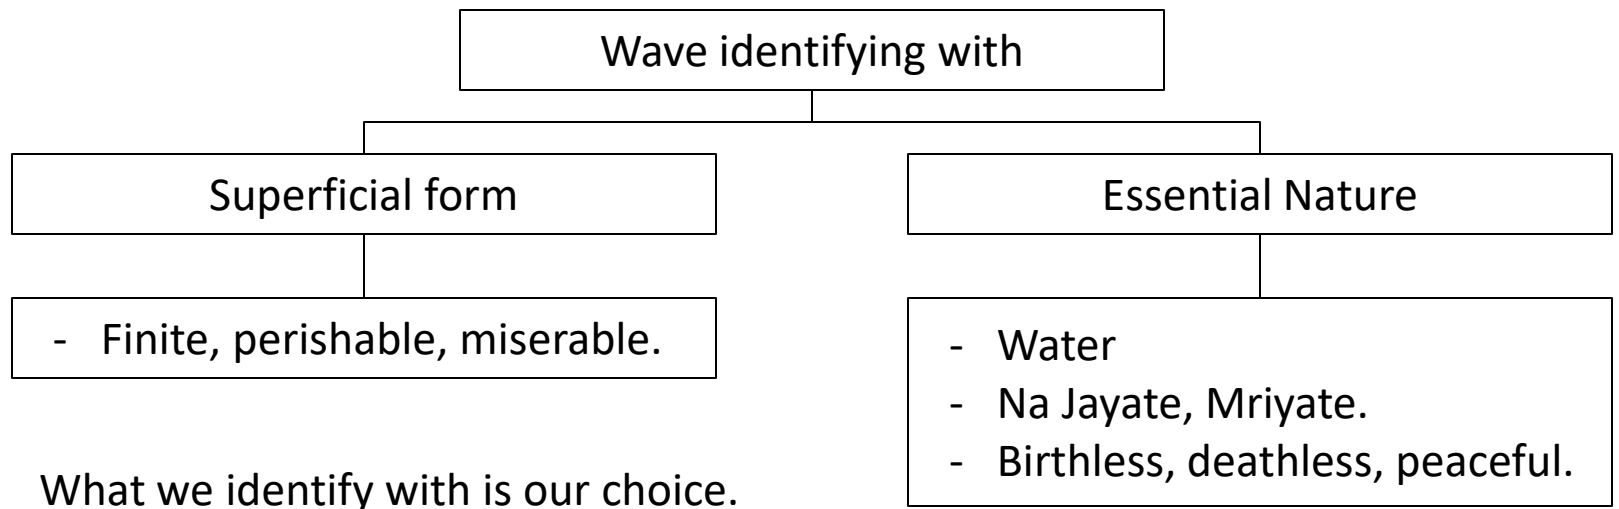 Wave identifying with
Superficial form
Essential Nature
- Finite, perishable, miserable.
- Water
- Na Jayate, Mriyate.
- Birthless, deathless, peaceful.
What we identify with is our choice.